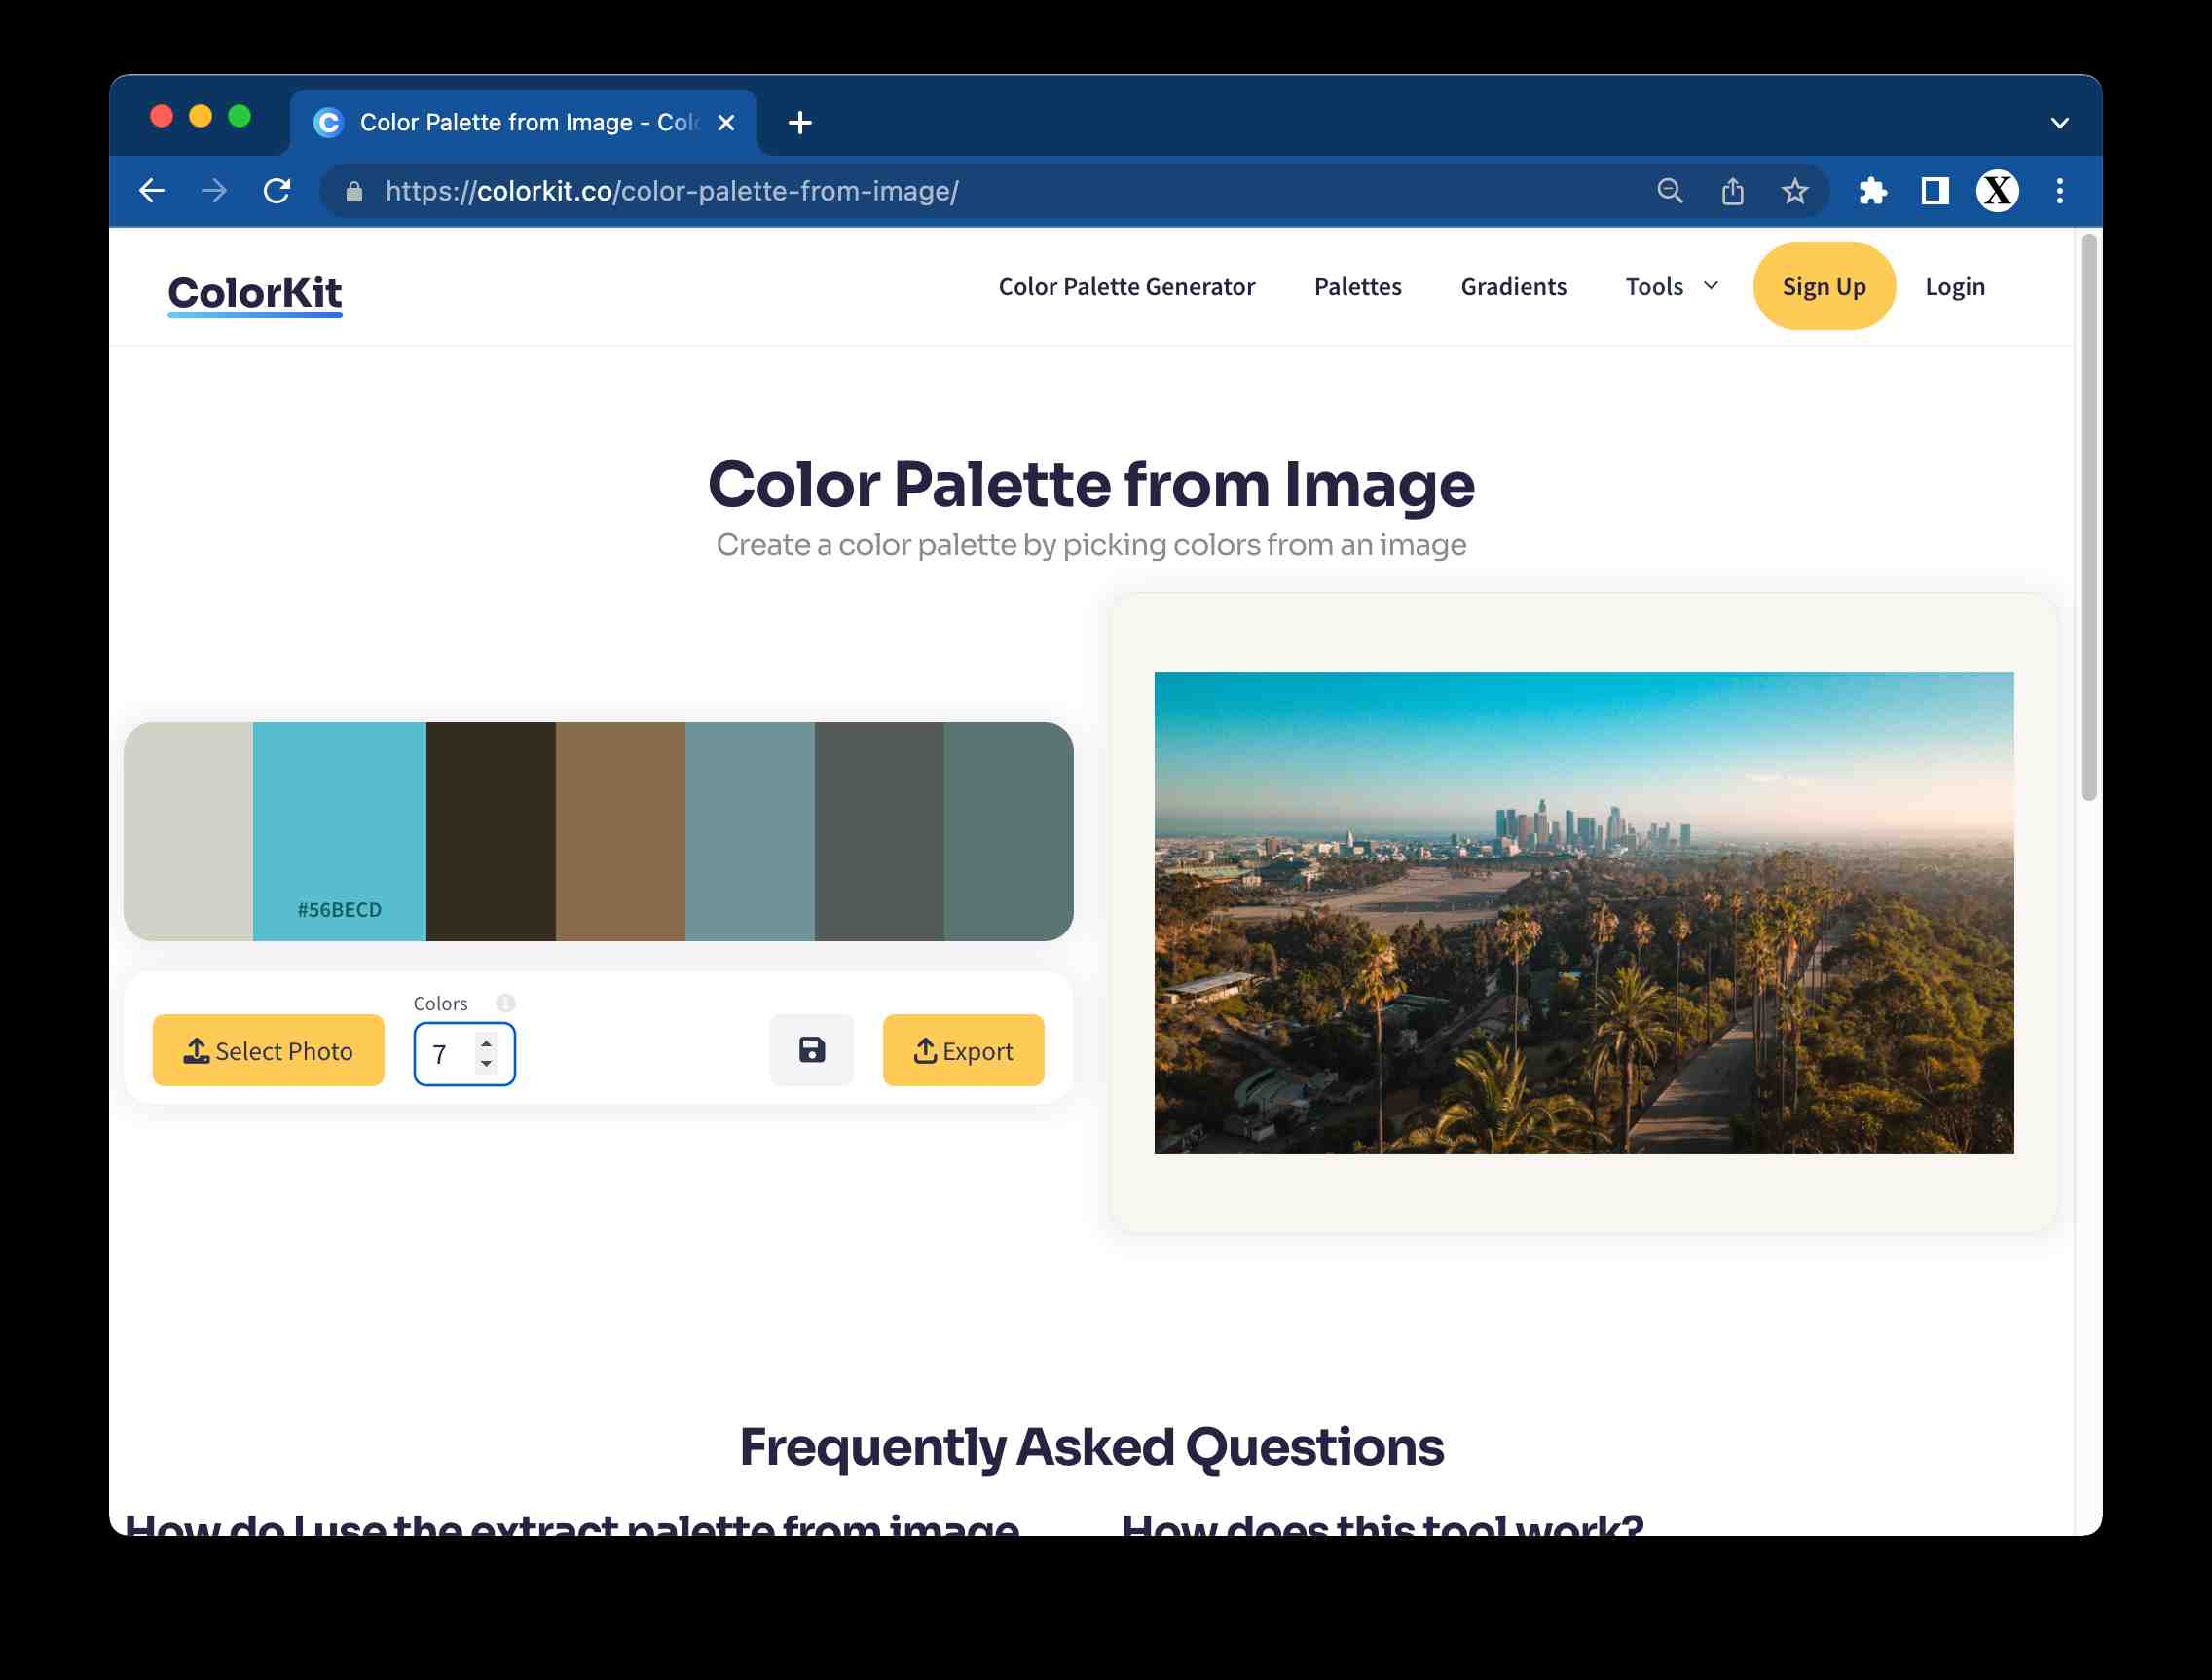 Color Palette from Image - Col
https://colorkit.co/color-palette-from-image/
X
ColorKit
Color Palette Generator Palettes Gradients Tools Sign Up Login
Color Palette from Image
Create a color palette by picking colors from an image
#56BECD
Colors
Select Photo 7 Export
Frequently Asked Questions
How do I use the extract palette from image How does this tool work?